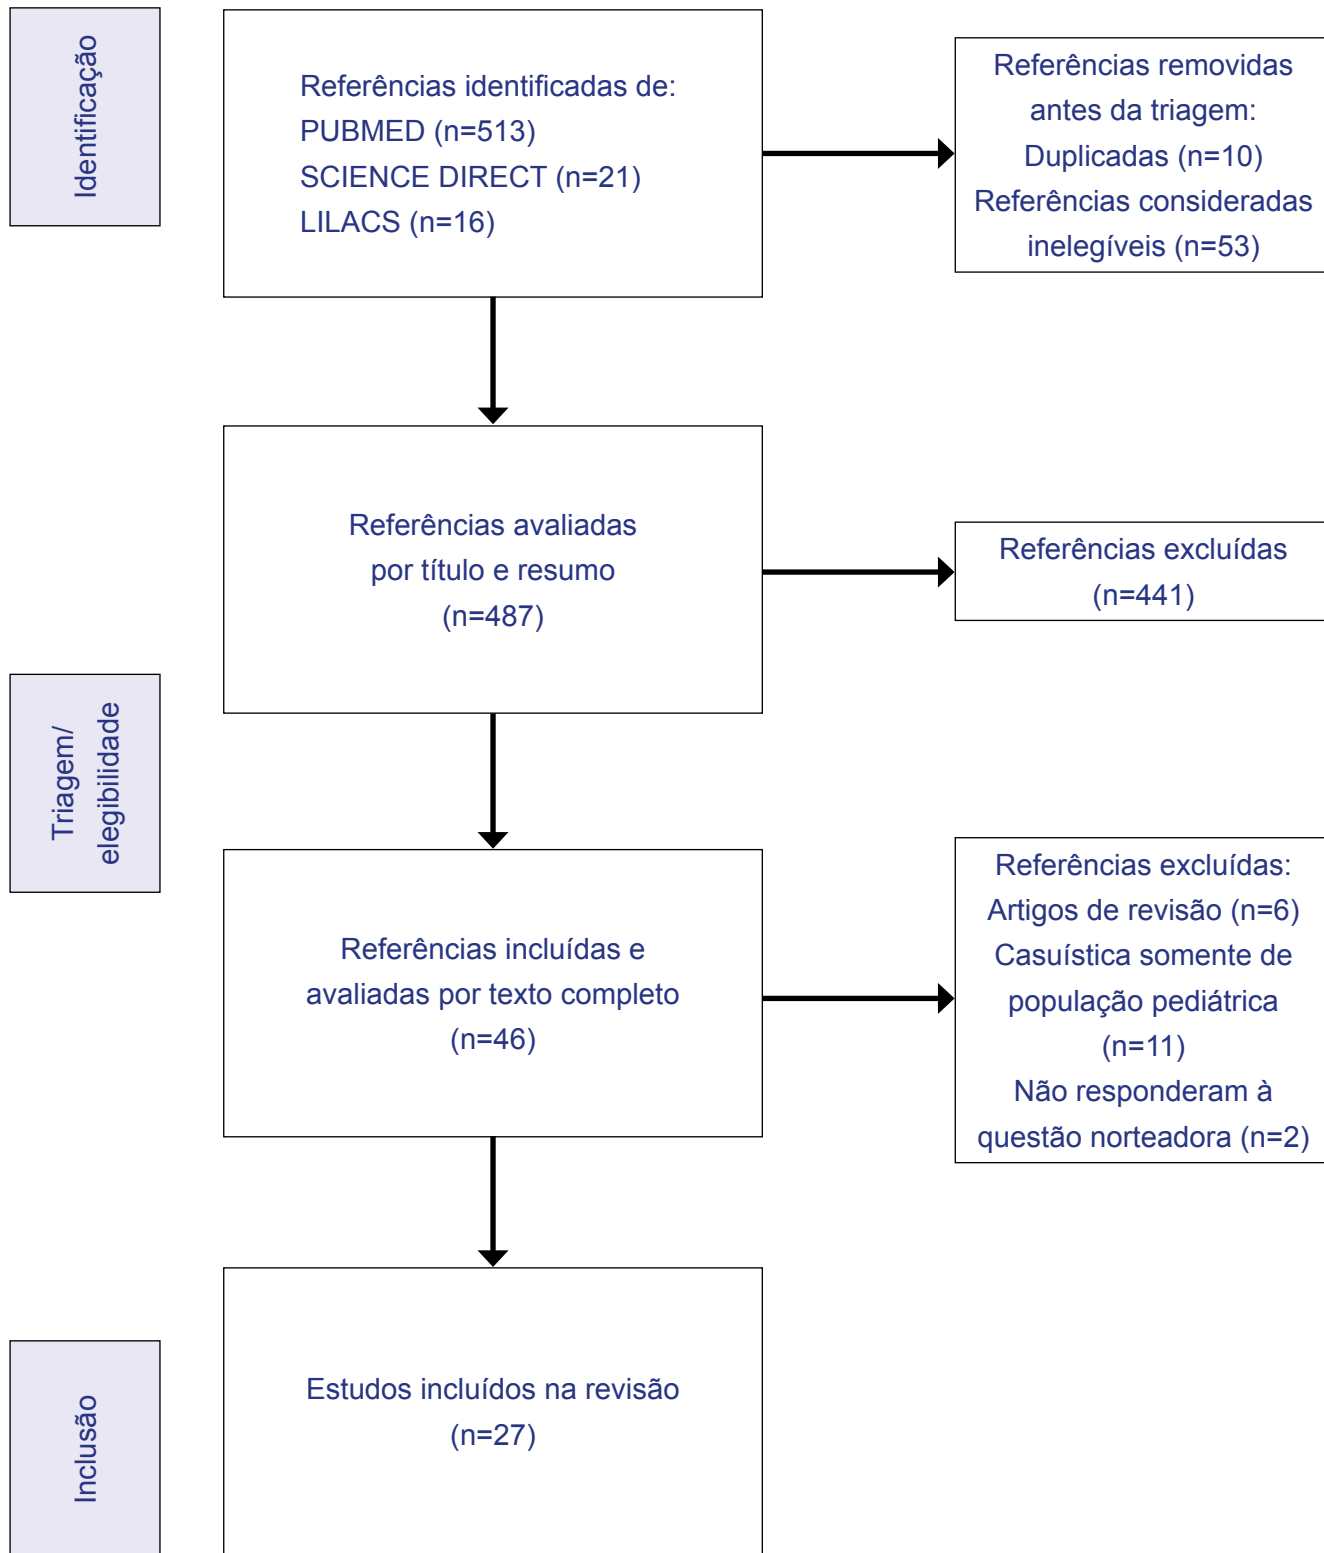 Identificação
Referências identificadas de:
PUBMED (n=513)
SCIENCE DIRECT (n=21)
LILACS (n=16)
Referências removidas
antes da triagem:
Duplicadas (n=10)
Referências consideradas
inelegíveis (n=53)
Referências avaliadas
por título e resumo
(n=487)
Referências excluídas
(n=441)
Triagem/
elegibilidade
Referências incluídas e
avaliadas por texto completo
(n=46)
Referências excluídas:
Artigos de revisão (n=6)
Casuística somente de
população pediátrica
(n=11)
Não responderam à
questão norteadora (n=2)
Inclusão
Estudos incluídos na revisão
(n=27)